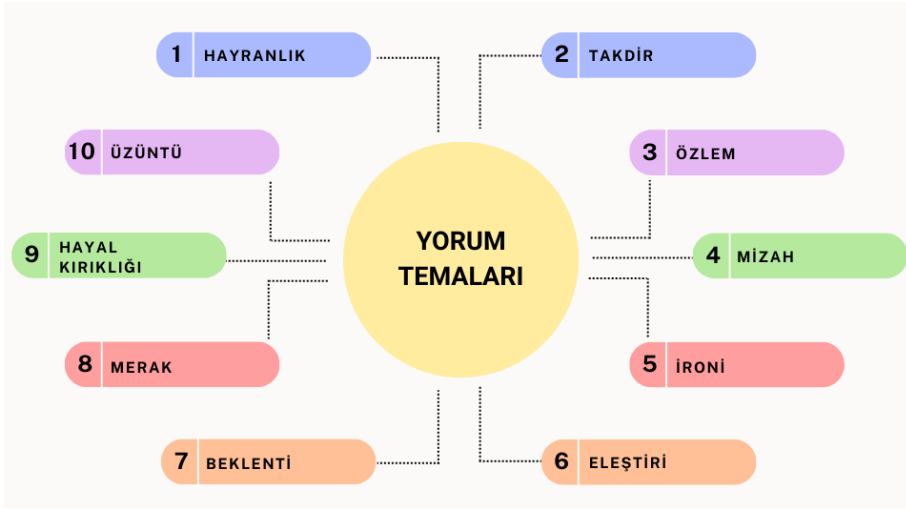 1 HAYRANLIK
2 TAKDİR
10 ÜZÜNTÜ
3 ÖZLEM
9 HAYAL
KIRIKLIĞI
YORUM
TEMALARI
4 MİZAH
8 MERAK
5 İRONİ
7 BEKLENTİ
6 ELEŞTİRİ